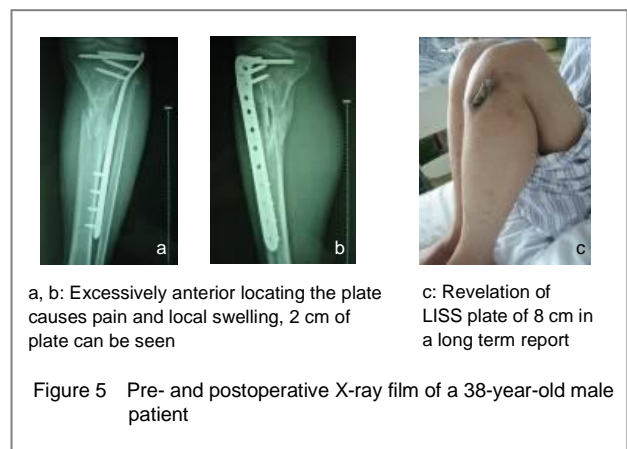 a
b
c
a, b: Excessively anterior locating the plate
causes pain and local swelling, 2 cm of
plate can be seen
c: Revelation of
LISS plate of 8 cm in
a long term report
Figure 5 Pre- and postoperative X-ray film of a 38-year-old male
patient